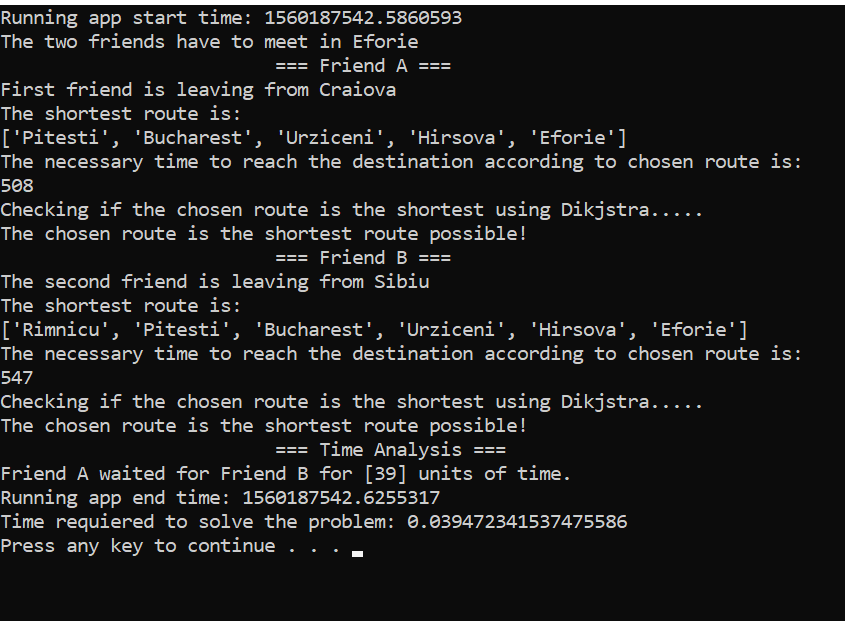 Running app start time: 1560187542.5860593
The two friends have to meet in Eforie
=== Friend A ===
First friend is leaving from Craiova
The shortest route is:
['Pitesti', 'Bucharest', 'Urziceni', 'Hirsova', 'Eforie']
The necessary time to reach the destination according to chosen route is:
508
Checking if the chosen route is the shortest using Dikjstra.....
The chosen route is the shortest route possible!
=== Friend B ===
The second friend is leaving from Sibiu
The shortest route is:
['Rimnicu', 'Pitesti', 'Bucharest', 'Urziceni', 'Hirsova', 'Eforie']
The necessary time to reach the destination according to chosen route is:
547
Checking if the chosen route is the shortest using Dikjstra.....
The chosen route is the shortest route possible!
=== Time Analysis ===
Friend A waited for Friend B for [39] units of time.
Running app end time: 1560187542.6255317
Time requiered to solve the problem: 0.039472341537475586
Press any key to continue . . .